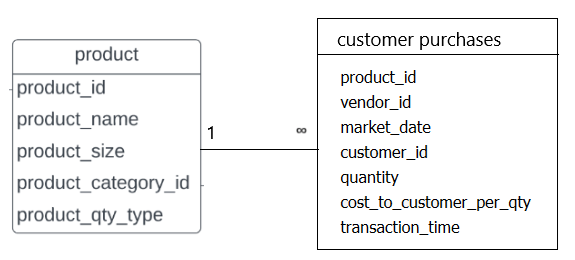 product
product_id
product_name
product_size
product_category_id
product_qty_type
1
∞
customer purchases
product_id
vendor_id
market_date
customer_id
quantity
cost_to_customer_per_qty
transaction_time